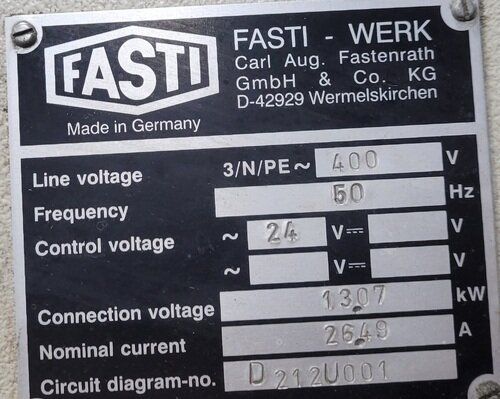 FASTI
Made in Germany
FASTI - WERK
Carl Aug. Fastenrath
GmbH & Co. KG
D-42929 Wermelskirchen
Line voltage 3/N/PE ~ 400 V
Frequency 50 Hz
Control voltage ~ 24 V⎓ V
~ V⎓ V
Connection voltage 13.07 kW
Nominal current 26.49 A
Circuit diagram-no. D 212U001